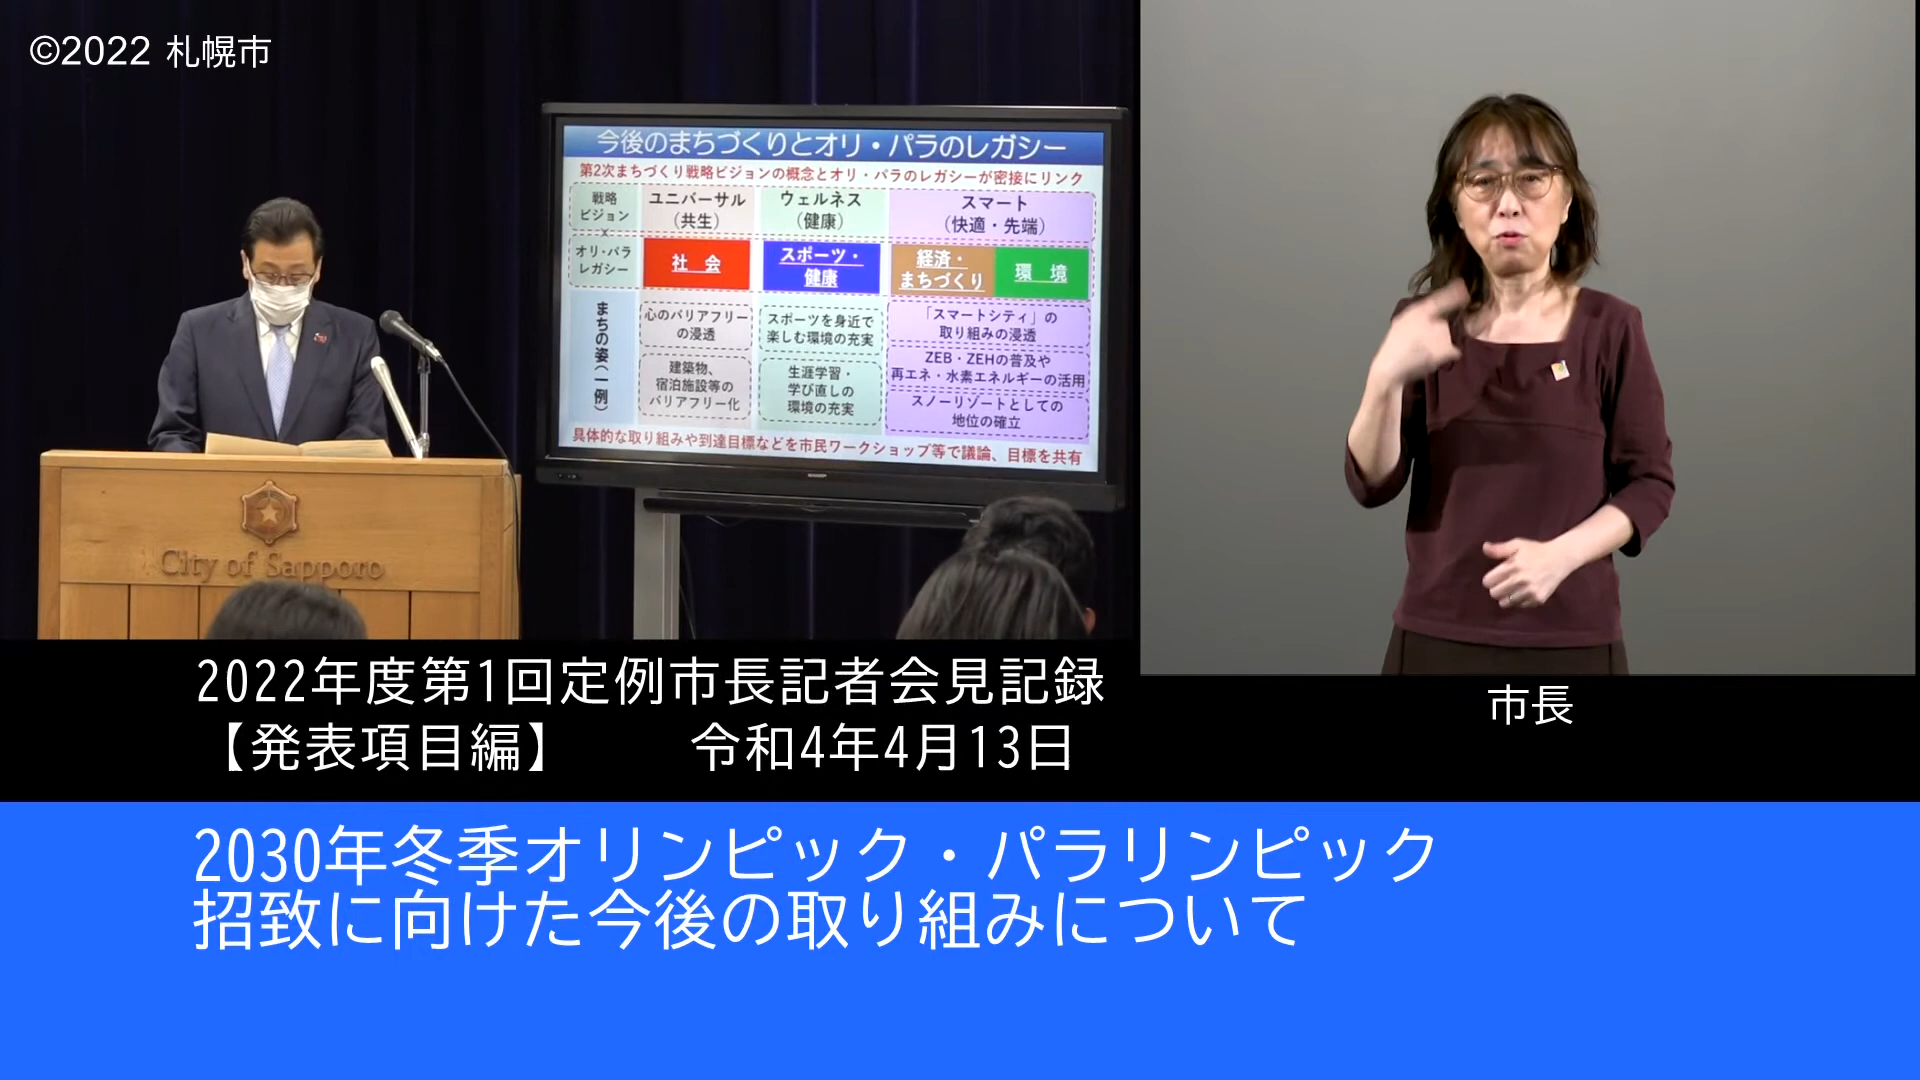 ©2022 札幌市
今後のまちづくりとオリ・パラのレガシー
第2次まちづくり戦略ビジョンの概念とオリ・パラのレガシーが密接にリンク
戦略
ビジョン
×
オリ・パラ
レガシー
ユニバーサル
（共生）
ウェルネス
（健康）
スマート
（快適・先端）
社 会
スポーツ・
健康
経済・
まちづくり
環 境
まちの姿（一例）
心のバリアフリー
の浸透
スポーツを身近で
楽しむ環境の充実
「スマートシティ」の
取り組みの浸透
建築物、
宿泊施設等の
バリアフリー化
生涯学習・
学び直しの
環境の充実
ZEB・ZEHの普及や
再エネ・水素エネルギーの活用
スノーリゾートとしての
地位の確立
具体的な取り組みや到達目標などを市民ワークショップ等で議論、目標を共有
SHARP
City of Sapporo
2022年度第1回定例市長記者会見記録
【発表項目編】 令和4年4月13日
市長
2030年冬季オリンピック・パラリンピック
招致に向けた今後の取り組みについて